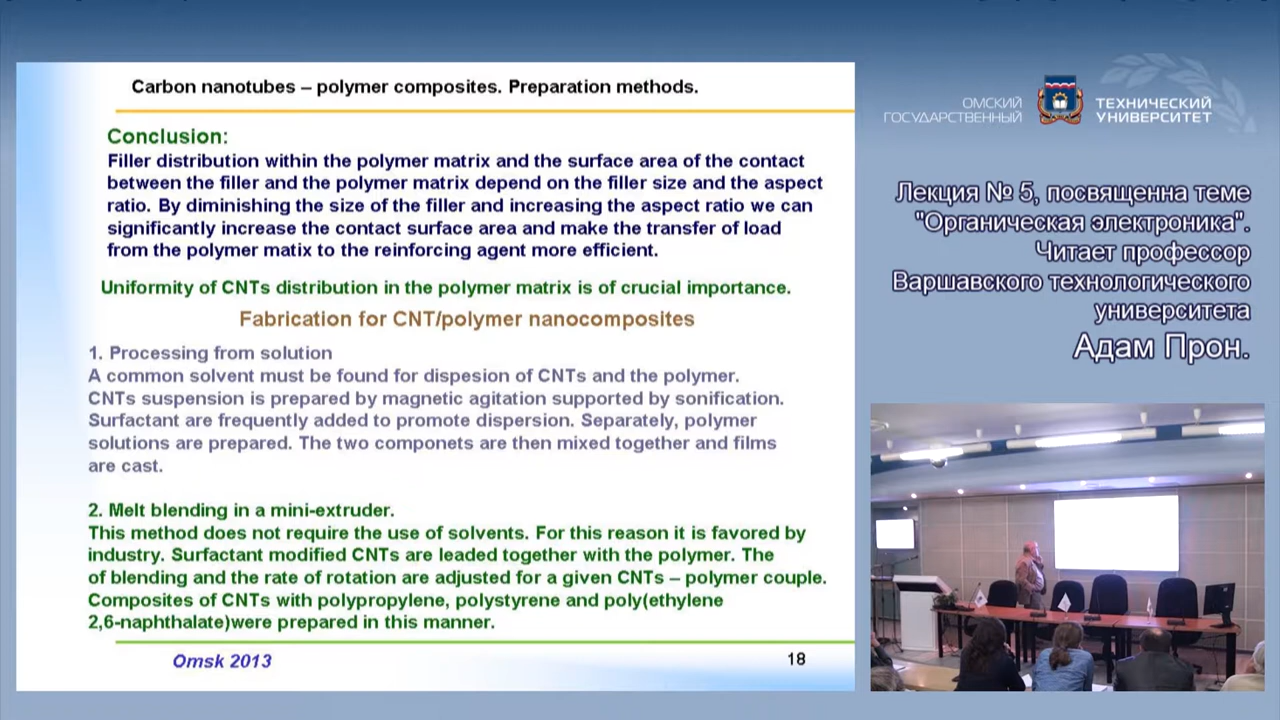 Carbon nanotubes – polymer composites. Preparation methods.
Conclusion:
Filler distribution within the polymer matrix and the surface area of the contact
between the filler and the polymer matrix depend on the filler size and the aspect
ratio. By diminishing the size of the filler and increasing the aspect ratio we can
significantly increase the contact surface area and make the transfer of load
from the polymer matix to the reinforcing agent more efficient.
Uniformity of CNTs distribution in the polymer matrix is of crucial importance.
Fabrication for CNT/polymer nanocomposites
1. Processing from solution
A common solvent must be found for dispesion of CNTs and the polymer.
CNTs suspension is prepared by magnetic agitation supported by sonification.
Surfactant are frequently added to promote dispersion. Separately, polymer
solutions are prepared. The two componets are then mixed together and films
are cast.
2. Melt blending in a mini-extruder.
This method does not require the use of solvents. For this reason it is favored by
industry. Surfactant modified CNTs are leaded together with the polymer. The
of blending and the rate of rotation are adjusted for a given CNTs – polymer couple.
Composites of CNTs with polypropylene, polystyrene and poly(ethylene
2,6-naphthalate)were prepared in this manner.
Omsk 2013
18
ОМСКИЙ
ГОСУДАРСТВЕННЫЙ
ТЕХНИЧЕСКИЙ
УНИВЕРСИТЕТ
Лекция № 5, посвященна теме
"Органическая электроника".
Читает профессор
Варшавского технологического
университета
Адам Прон.